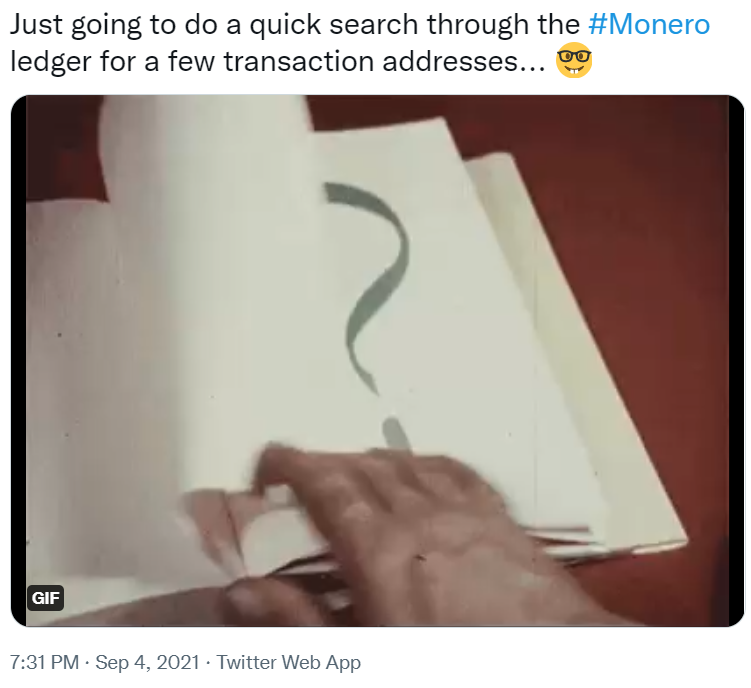 Just going to do a quick search through the #Monero
ledger for a few transaction addresses... 🤓
?
GIF
7:31 PM · Sep 4, 2021 · Twitter Web App